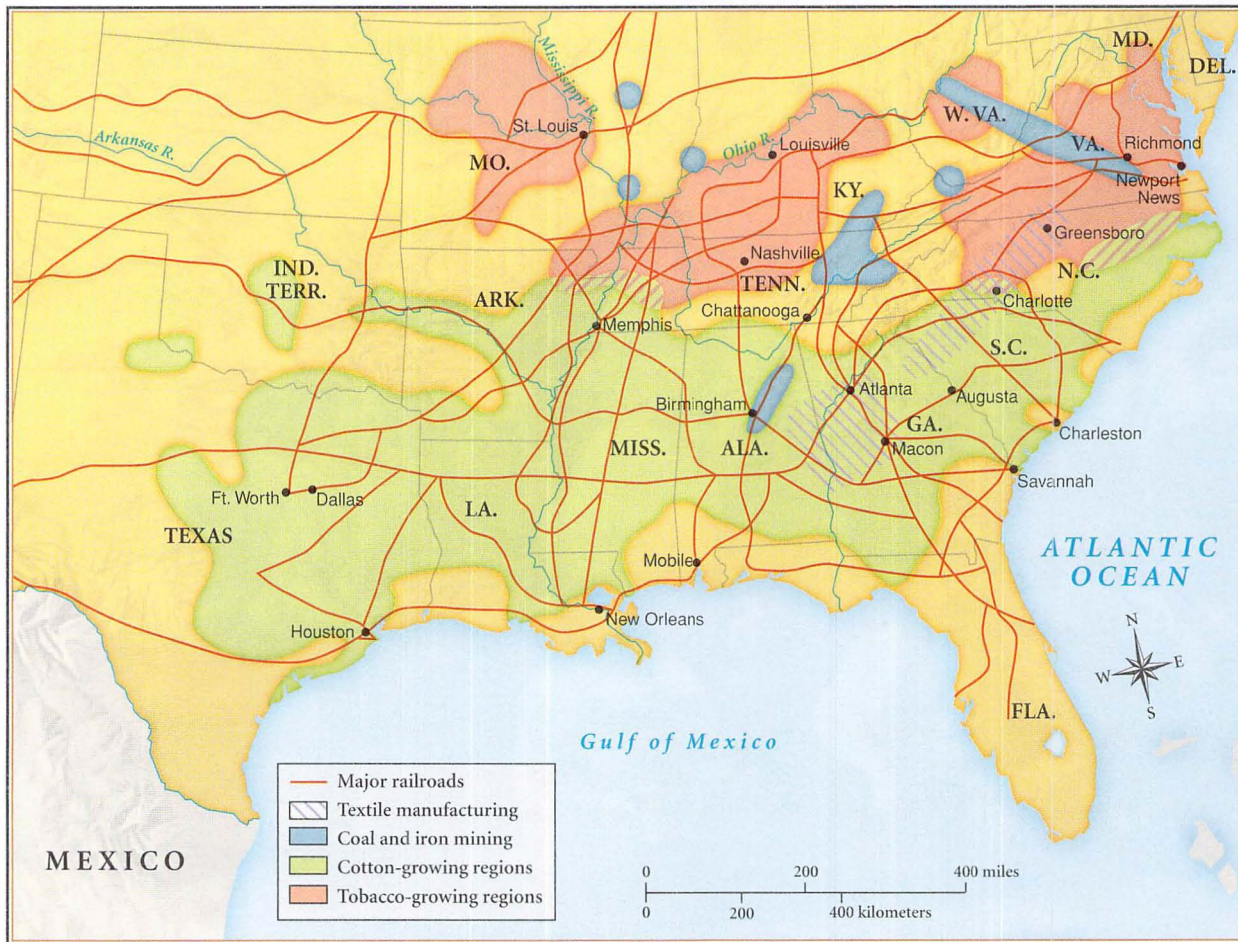 MD.
DEL.
Mississippi R.
W. VA.
St. Louis
Arkansas R.
Ohio R.
Louisville
VA.
Richmond
MO.
Newport
News
KY.
Greensboro
Nashville
IND.
TERR.
TENN.
N.C.
ARK.
Charlotte
Chattanooga
Memphis
S.C.
Atlanta
Augusta
Birmingham
GA.
Charleston
MISS.
ALA.
Macon
Savannah
Ft. Worth
Dallas
LA.
TEXAS
Mobile
ATLANTIC
OCEAN
New Orleans
Houston
N
W
E
S
FLA.
Gulf of Mexico
Major railroads
Textile manufacturing
Coal and iron mining
Cotton-growing regions
Tobacco-growing regions
MEXICO
0 200 400 miles
0 200 400 kilometers